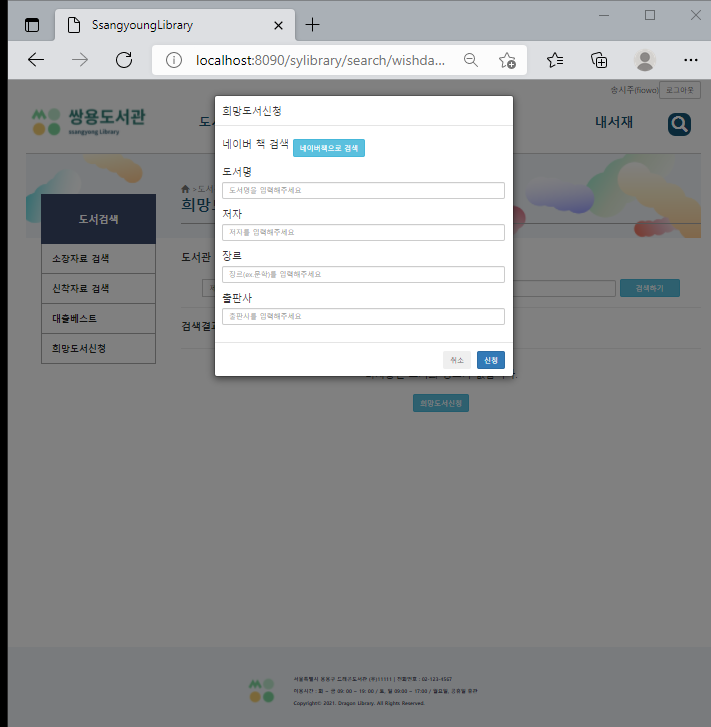 SsangyoungLibrary
localhost:8090/sylibrary/search/wishda...
송시주(fiowo) 로그아웃
쌍용도서관
ssangyong Library
내서재
희망도서신청
네이버 책 검색 네이버책으로 검색
도서명
도서명을 입력해주세요
저자
저자를 입력해주세요
장르
장르(ex.문학)를 입력해주세요
출판사
출판사를 입력해주세요
취소 신청
도서검색
소장자료 검색
신착자료 검색
대출베스트
희망도서신청
도서관
검색하기
검색결과
희망도서신청
서울특별시 쌍용구 드래곤도서관 (우)11111 | 전화번호 : 02-123-4567
이용시간 : 화 ~ 금 09: 00 ~ 19: 00 / 토, 일 09:00 ~ 17:00 / 월요일, 공휴일 휴관
Copyright© 2021. Dragon Library. All Rights Reserved.